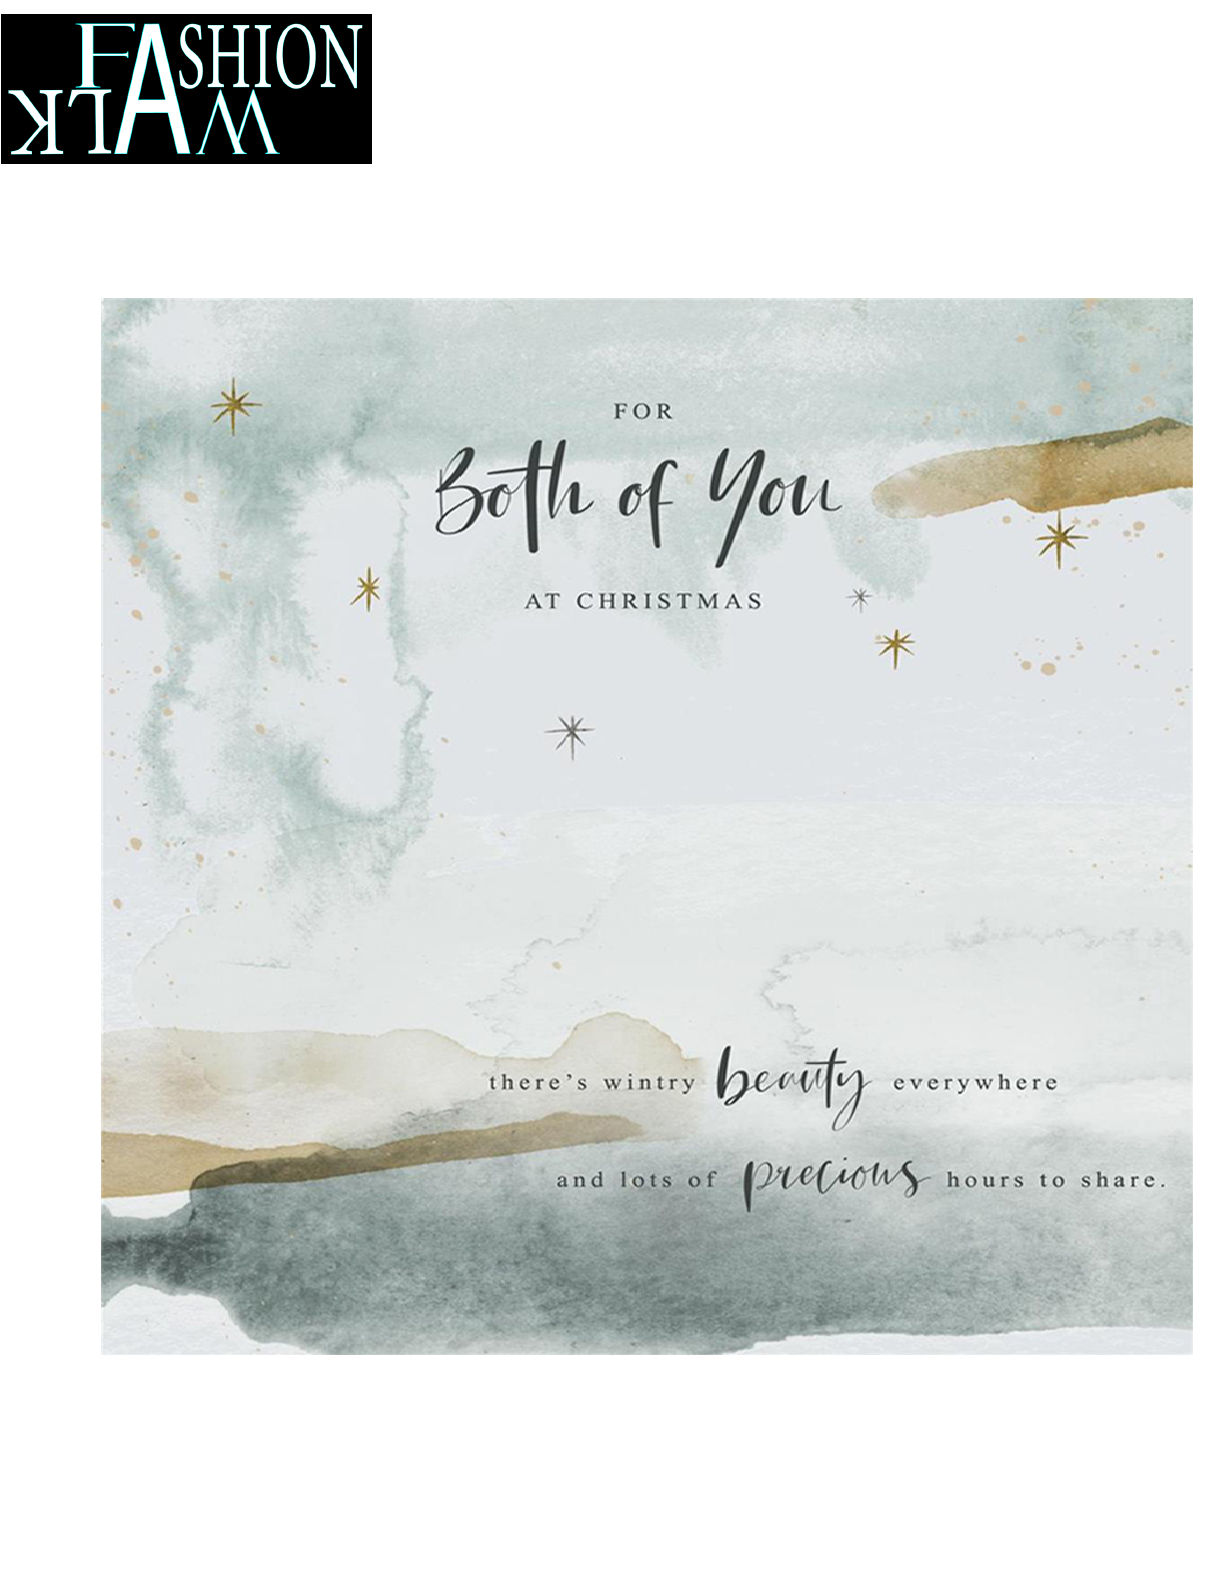 FASHION
WALK
FOR
Both of You
AT CHRISTMAS
there's wintry beauty everywhere
and lots of precious hours to share.